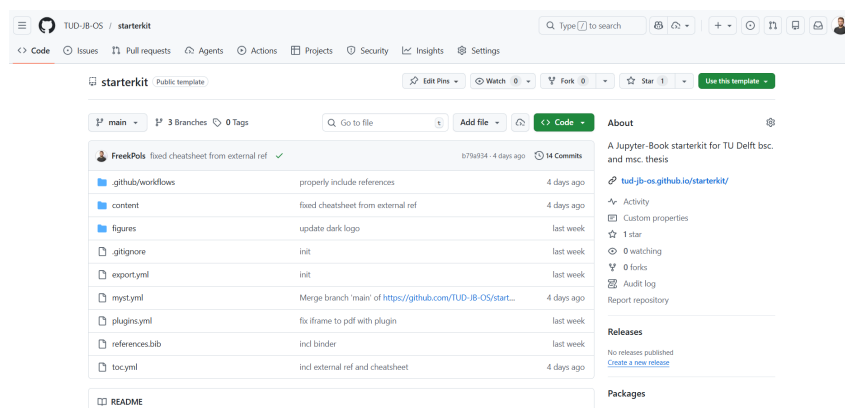 TUD-JB-OS / starterkit
Type / to search
Code Issues Pull requests Agents Actions Projects Security Insights Settings
starterkit Public template
Edit Pins Watch 0 Fork 0 Star 1 Use this template
main 3 Branches 0 Tags
Go to file t Add file Code
FreekPols fixed cheatsheet from external ref b79a934 · 4 days ago 14 Commits
.github/workflows properly include references 4 days ago
content fixed cheatsheet from external ref 4 days ago
figures update dark logo last week
.gitignore init last week
export.yml init last week
myst.yml Merge branch 'main' of https://github.com/TUD-JB-OS/start... 4 days ago
plugins.yml fix iframe to pdf with plugin last week
references.bib incl binder last week
toc.yml incl external ref and cheatsheet 4 days ago
README
About
A Jupyter-Book starterkit for TU Delft bsc.
and msc. thesis
tud-jb-os.github.io/starterkit/
Activity
Custom properties
1 star
0 watching
0 forks
Audit log
Report repository
Releases
No releases published
Create a new release
Packages